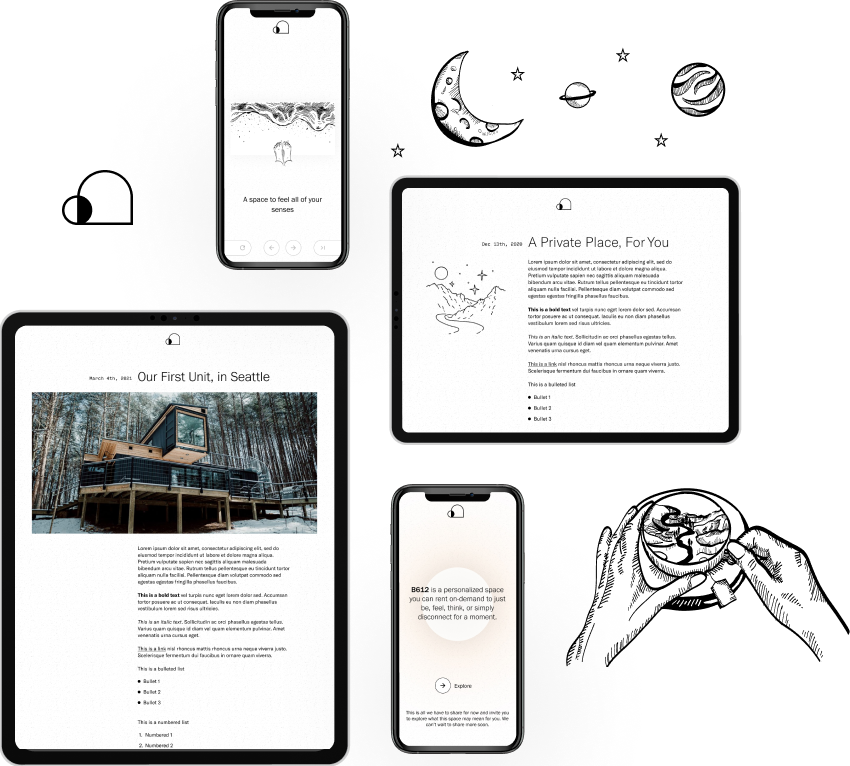 A space to feel all of your
senses
Dec 13th, 2020
A Private Place, For You
Lorem ipsum dolor sit amet, consectetur adipiscing elit, sed do
eiusmod tempor incididunt ut labore et dolore magna aliqua.
Pretium vulputate sapien nec sagittis aliquam malesuada
bibendum arcu vitae. Rutrum tellus pellentesque eu tincidunt tortor
aliquam nulla facilisi. Pellentesque diam volutpat commodo sed
egestas egestas fringilla phasellus faucibus.
This is a bold text vel turpis nunc eget lorem dolor sed. Accumsan
tortor posuere ac ut consequat. Iaculis eu non diam phasellus
vestibulum lorem sed risus ultricies.
This is an italic text. Sollicitudin ac orci phasellus egestas tellus.
Varius quam quisque id diam vel quam elementum pulvinar. Amet
venenatis urna cursus eget.
This is a link nisl rhoncus mattis rhoncus urna neque viverra justo.
Scelerisque fermentum dui faucibus in ornare quam viverra.
This is a bulleted list
Bullet 1
Bullet 2
Bullet 3
March 4th, 2021
Our First Unit, in Seattle
Lorem ipsum dolor sit amet, consectetur adipiscing elit, sed do
eiusmod tempor incididunt ut labore et dolore magna aliqua.
Pretium vulputate sapien nec sagittis aliquam malesuada
bibendum arcu vitae. Rutrum tellus pellentesque eu tincidunt tortor
aliquam nulla facilisi. Pellentesque diam volutpat commodo sed
egestas egestas fringilla phasellus faucibus.
This is a bold text vel turpis nunc eget lorem dolor sed. Accumsan
tortor posuere ac ut consequat. Iaculis eu non diam phasellus
vestibulum lorem sed risus ultricies.
This is an italic text. Sollicitudin ac orci phasellus egestas tellus.
Varius quam quisque id diam vel quam elementum pulvinar. Amet
venenatis urna cursus eget.
This is a link nisl rhoncus mattis rhoncus urna neque viverra justo.
Scelerisque fermentum dui faucibus in ornare quam viverra.
This is a bulleted list
Bullet 1
Bullet 2
Bullet 3
This is a numbered list
1. Numbered 1
2. Numbered 2
B612 is a personalized space
you can rent on-demand to just
be, feel, think, or simply
disconnect for a moment.
Explore
This is all we have to share for now and invite you
to explore what this space may mean for you. We
can't wait to share more soon.